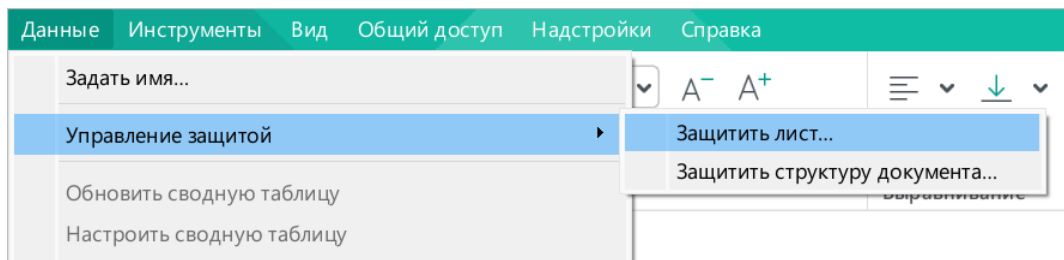 Данные Инструменты Вид Общий доступ Надстройки Справка
Задать имя...
Управление защитой
Защитить лист...
Защитить структуру документа...
Выравнивание
Обновить сводную таблицу
Настроить сводную таблицу